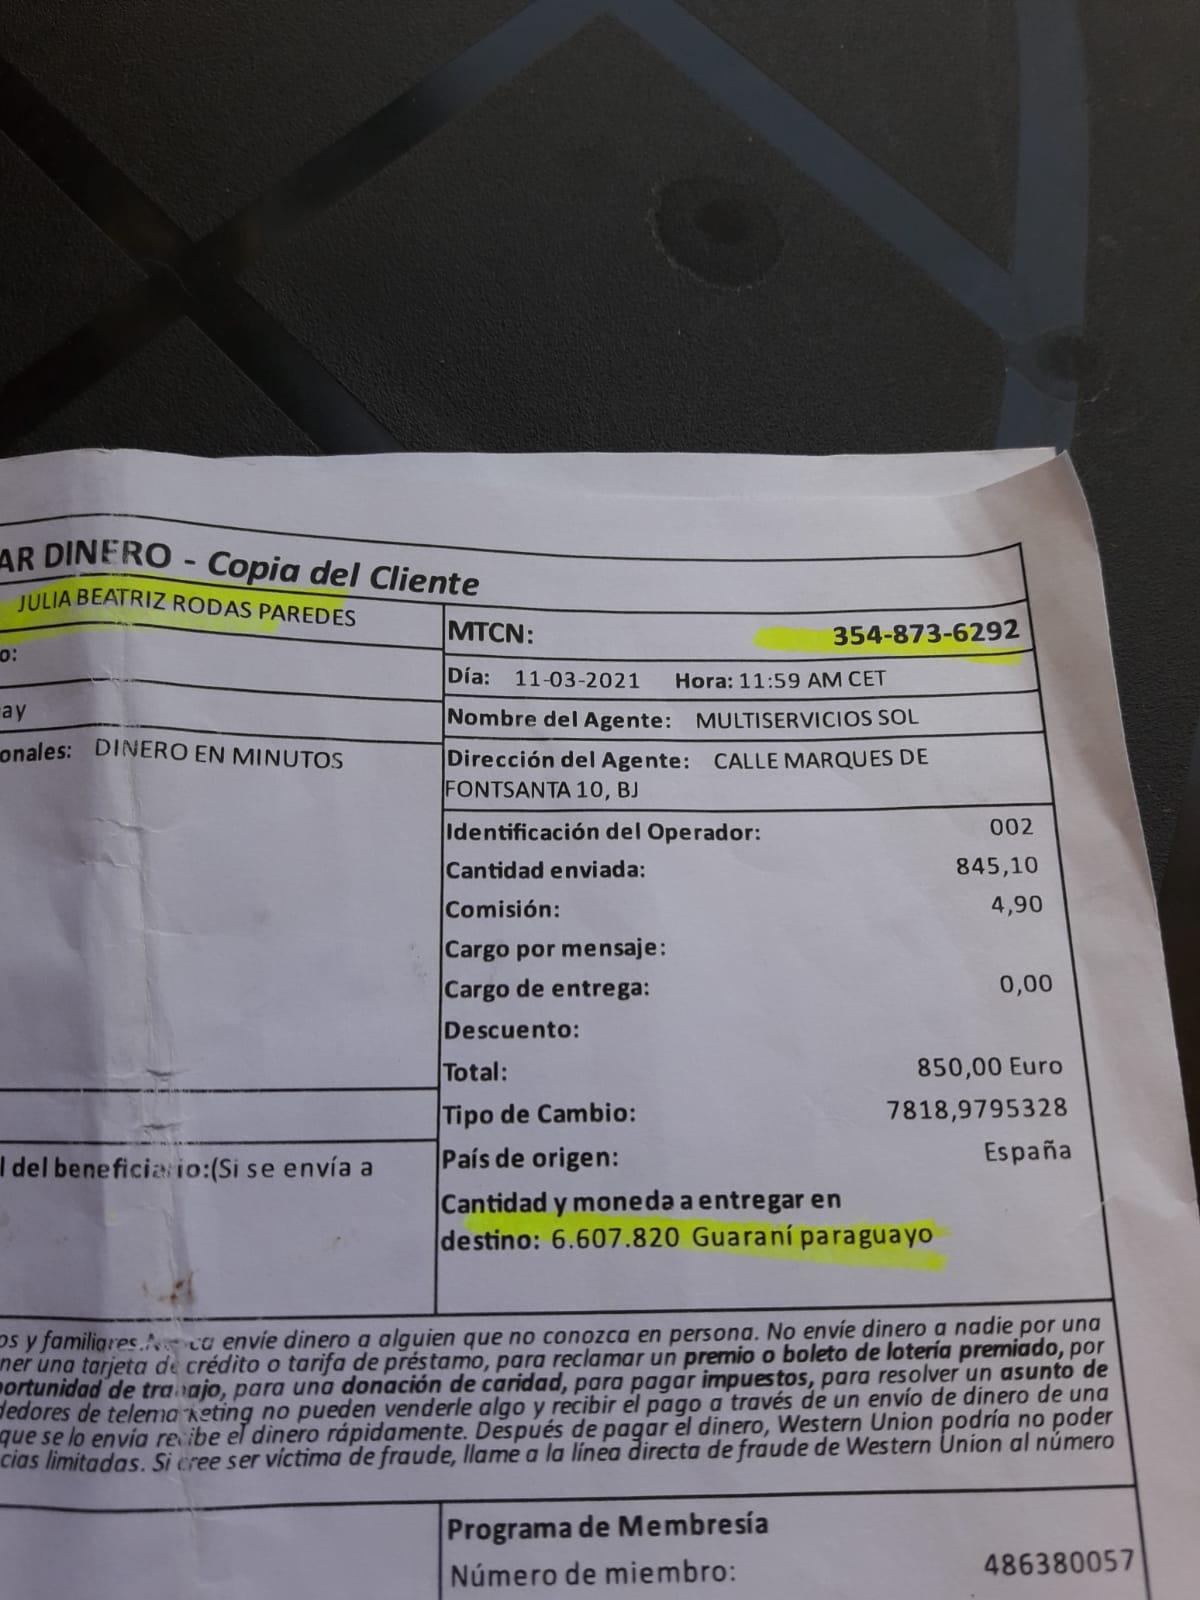 AR DINERO - Copia del Cliente
JULIA BEATRIZ RODAS PAREDES
MTCN: 354-873-6292
o:
Día: 11-03-2021 Hora: 11:59 AM CET
ay
Nombre del Agente: MULTISERVICIOS SOL
onales: DINERO EN MINUTOS
Dirección del Agente: CALLE MARQUES DE
FONTSANTA 10, BJ
Identificación del Operador: 002
Cantidad enviada: 845,10
Comisión: 4,90
Cargo por mensaje:
Cargo de entrega: 0,00
Descuento:
Total: 850,00 Euro
Tipo de Cambio: 7818,9795328
País de origen: España
l del beneficiario:(Si se envía a
Cantidad y moneda a entregar en
destino: 6.607.820 Guaraní paraguayo
os y familiares. Nunca envíe dinero a alguien que no conozca en persona. No envíe dinero a nadie por una
ner una tarjeta de crédito o tarifa de préstamo, para reclamar un premio o boleto de lotería premiado, por
portunidad de trabajo, para una donación de caridad, para pagar impuestos, para resolver un asunto de
dedores de telemarketing no pueden venderle algo y recibir el pago a través de un envío de dinero de una
que se lo envía recibe el dinero rápidamente. Después de pagar el dinero, Western Union podría no poder
cias limitadas. Si cree ser víctima de fraude, llame a la línea directa de fraude de Western Union al número
Programa de Membresía
Número de miembro: 486380057